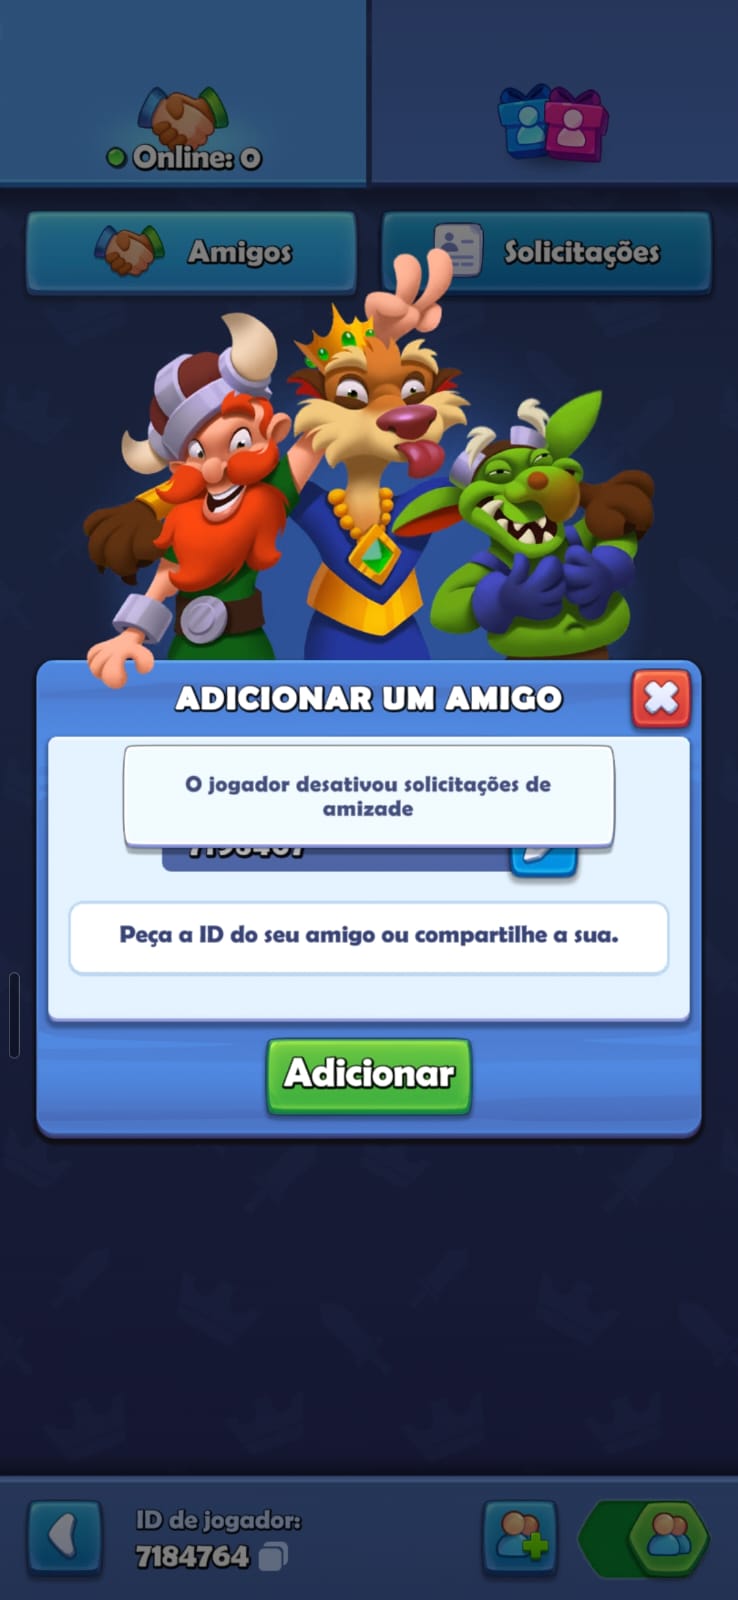 Online: 0
Amigos
Solicitações
ADICIONAR UM AMIGO
O jogador desativou solicitações de
amizade
Peça a ID do seu amigo ou compartilhe a sua.
Adicionar
ID de jogador:
7184764